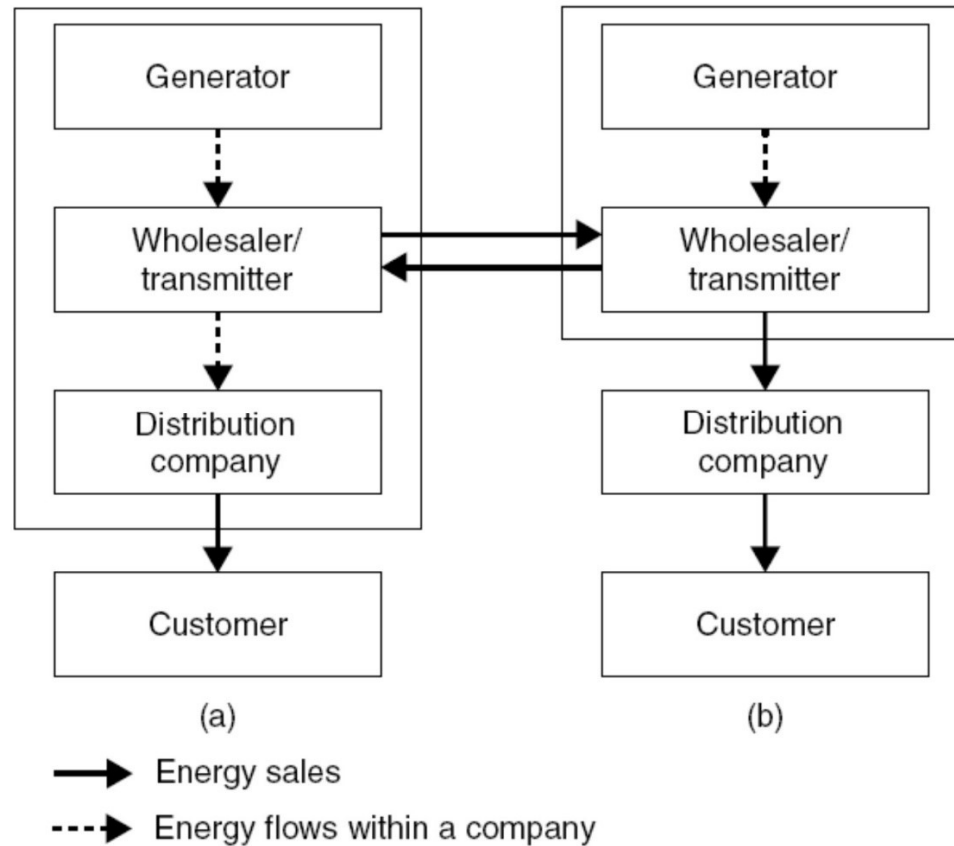 Generator
Generator
Wholesaler/
transmitter
Wholesaler/
transmitter
Distribution
company
Distribution
company
Customer
Customer
(a)
(b)
Energy sales
Energy flows within a company